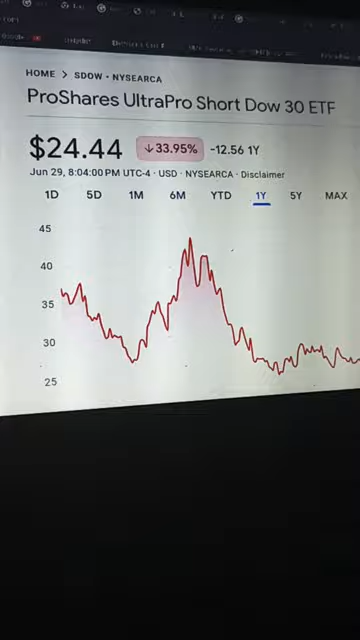 HOME > SDOW • NYSEARCA
ProShares UltraPro Short Dow 30 ETF
$24.44 ↓33.95% -12.56 1Y
Jun 29, 8:04:00 PM UTC-4 · USD · NYSEARCA · Disclaimer
1D 5D 1M 6M YTD 1Y 5Y MAX
45
40
35
30
25